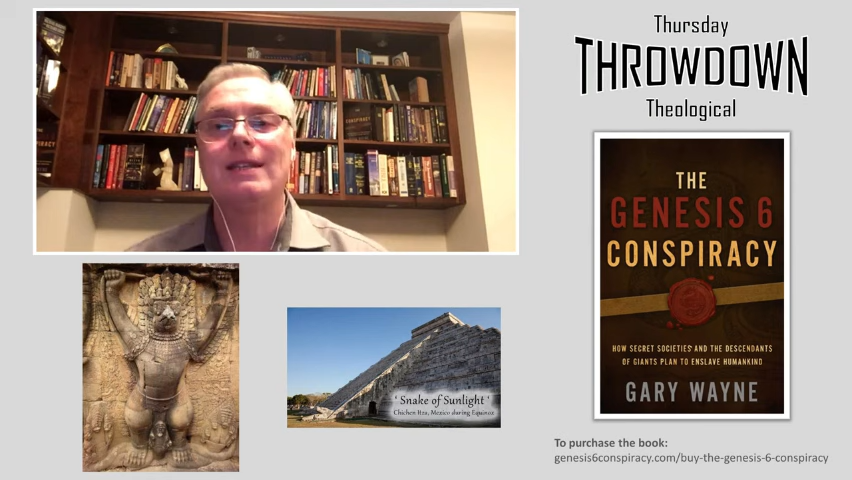 Thursday
THROWDOWN
Theological
THE
GENESIS 6
CONSPIRACY
HOW SECRET SOCIETIES AND THE DESCENDANTS
OF GIANTS PLAN TO ENSLAVE HUMANKIND
GARY WAYNE
' Snake of Sunlight '
Chichen Itza, Mexico during Equinox
To purchase the book:
genesis6conspiracy.com/buy-the-genesis-6-conspiracy